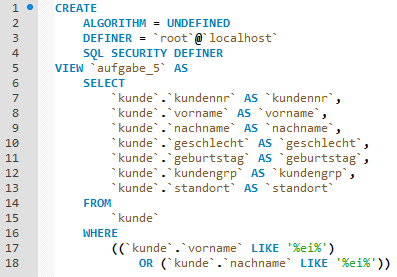 1 CREATE
2 ALGORITHM = UNDEFINED
3 DEFINER = `root`@`localhost`
4 SQL SECURITY DEFINER
5 VIEW `aufgabe_5` AS
6 SELECT
7 `kunde`.`kundennr` AS `kundennr`,
8 `kunde`.`vorname` AS `vorname`,
9 `kunde`.`nachname` AS `nachname`,
10 `kunde`.`geschlecht` AS `geschlecht`,
11 `kunde`.`geburtstag` AS `geburtstag`,
12 `kunde`.`kundengrp` AS `kundengrp`,
13 `kunde`.`standort` AS `standort`
14 FROM
15 `kunde`
16 WHERE
17 ((`kunde`.`vorname` LIKE '%ei%')
18 OR (`kunde`.`nachname` LIKE '%ei%'))